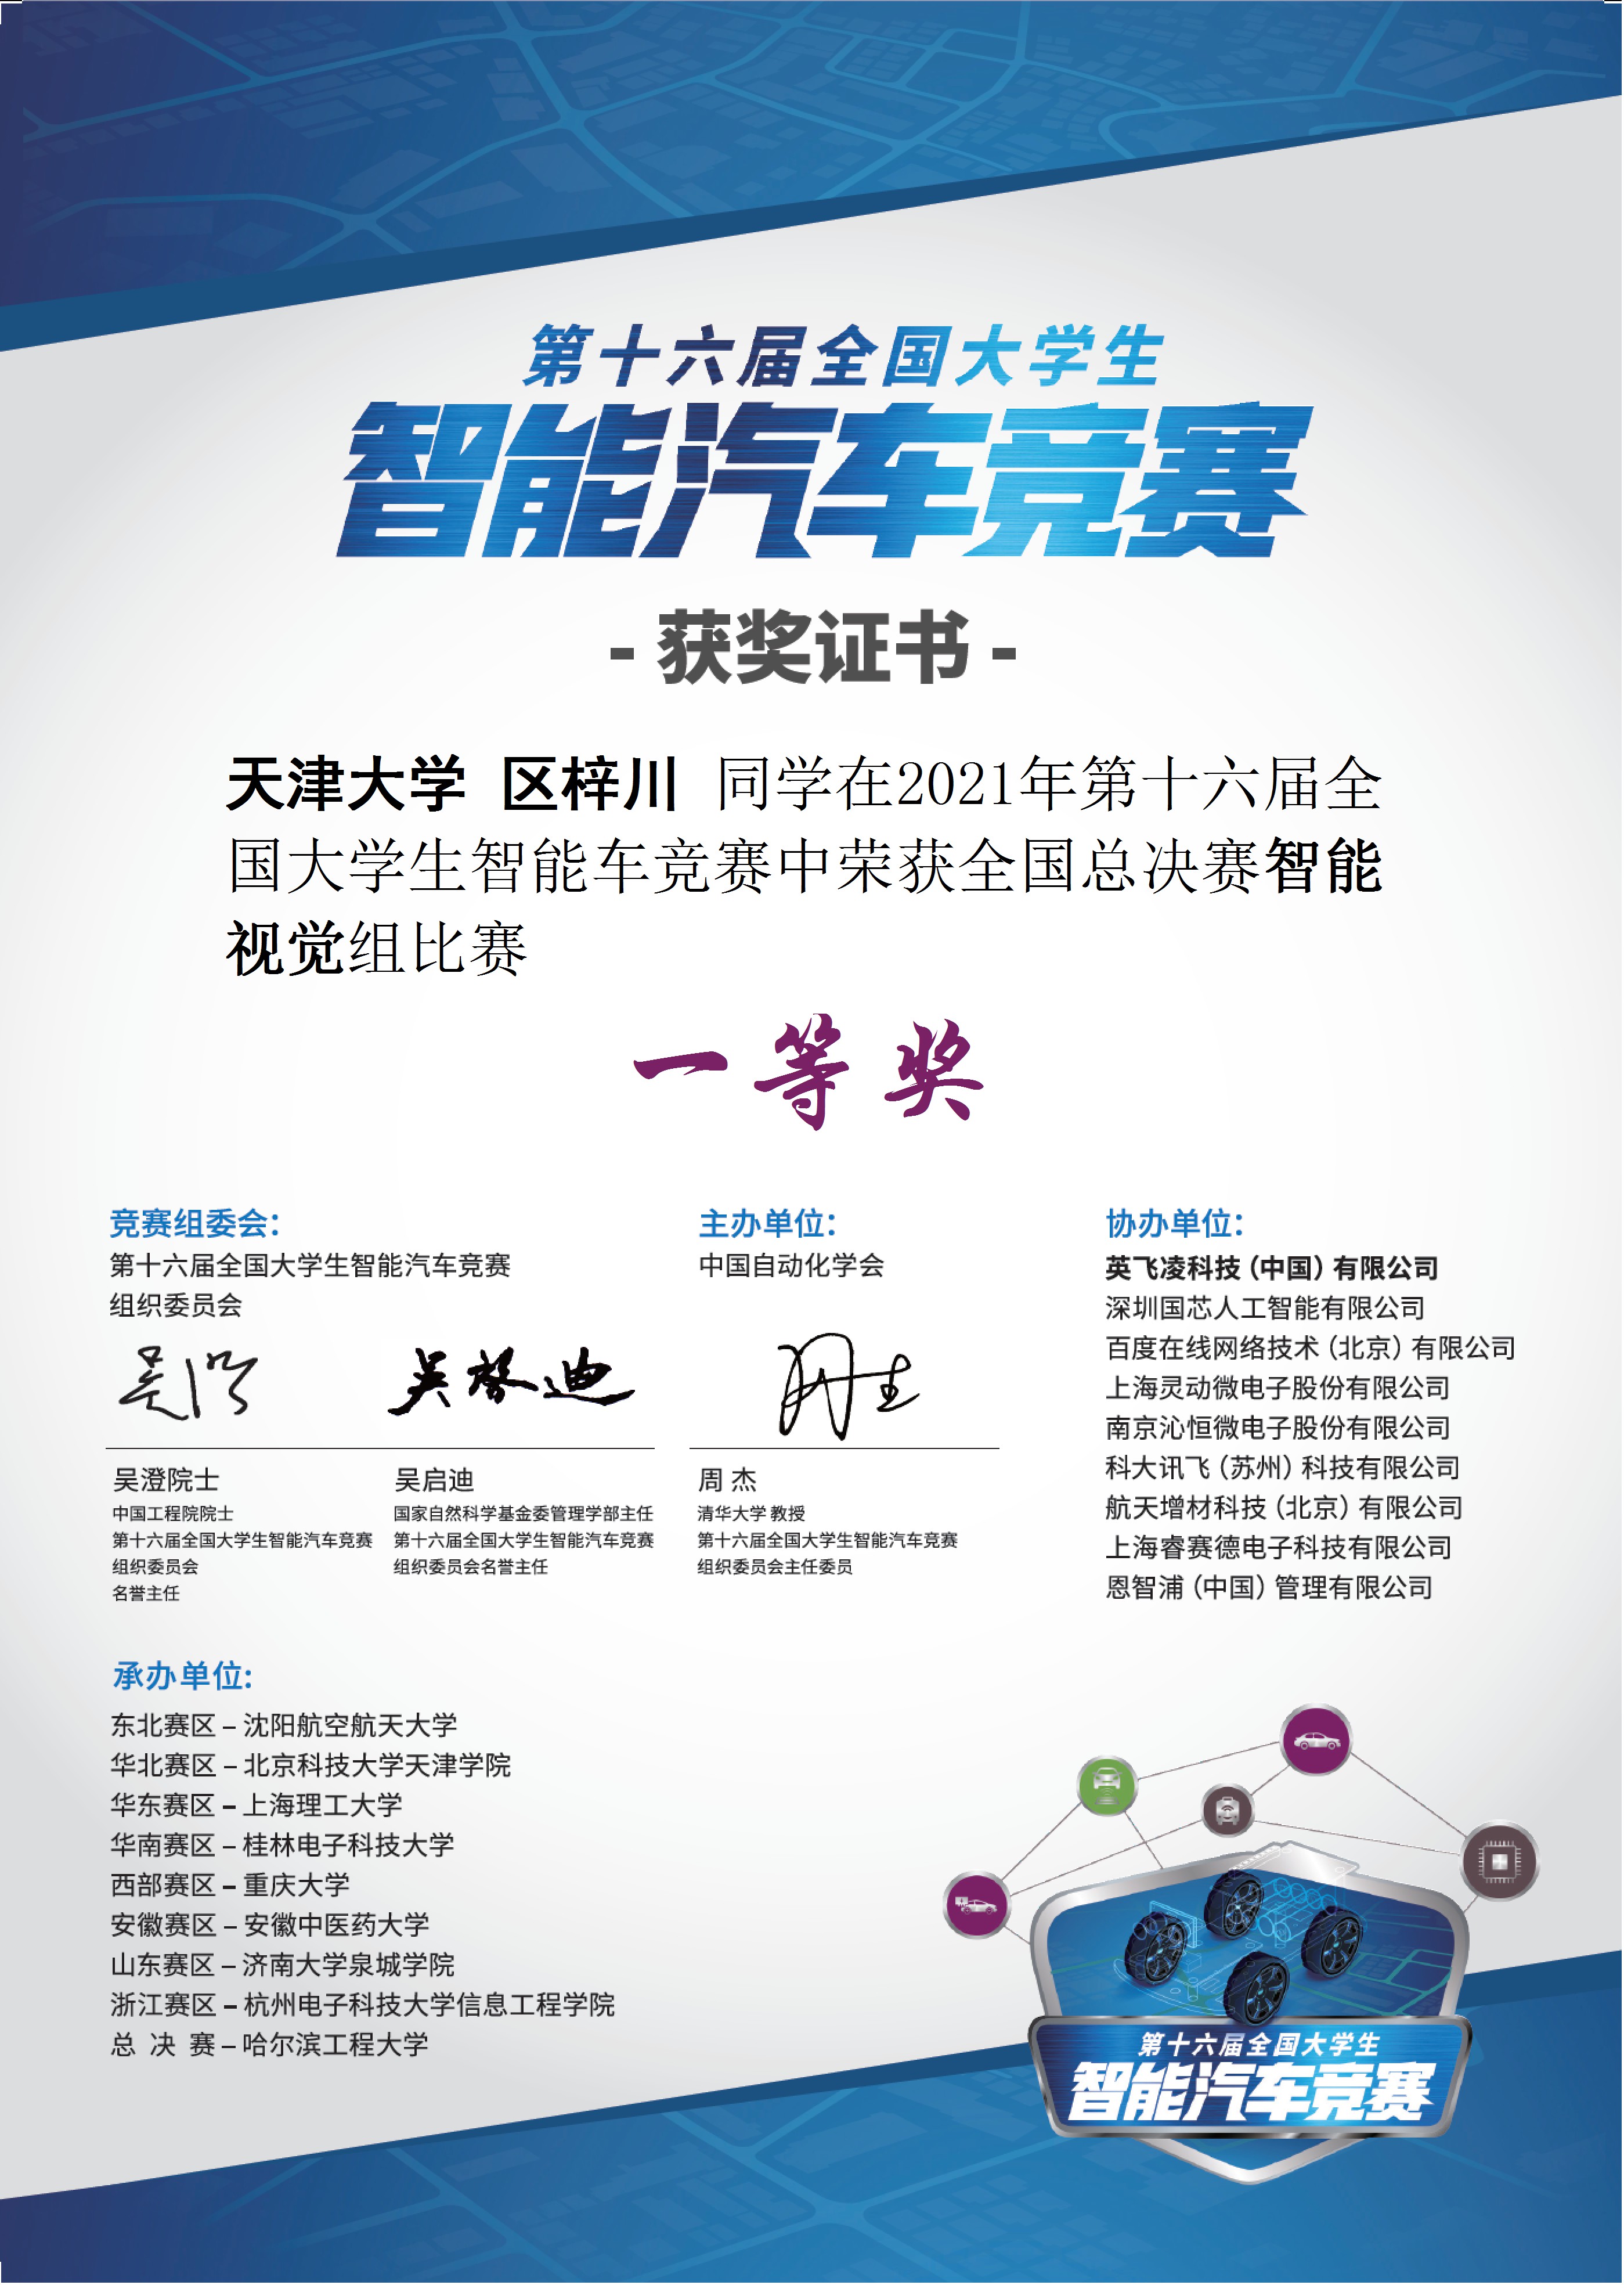 第十六届全国大学生
智能汽车竞赛
- 获奖证书 -
天津大学 区梓川 同学在2021年第十六届全
国大学生智能车竞赛中荣获全国总决赛智能
视觉组比赛
一等奖
竞赛组委会：
第十六届全国大学生智能汽车竞赛
组织委员会
吴澄
吴启迪
吴澄院士
中国工程院院士
第十六届全国大学生智能汽车竞赛
组织委员会
名誉主任
吴启迪
国家自然科学基金委管理学部主任
第十六届全国大学生智能汽车竞赛
组织委员会名誉主任
主办单位：
中国自动化学会
周 杰
清华大学 教授
第十六届全国大学生智能汽车竞赛
组织委员会主任委员
协办单位：
英飞凌科技（中国）有限公司
深圳国芯人工智能有限公司
百度在线网络技术（北京）有限公司
上海灵动微电子股份有限公司
南京沁恒微电子股份有限公司
科大讯飞（苏州）科技有限公司
航天增材科技（北京）有限公司
上海睿赛德电子科技有限公司
恩智浦（中国）管理有限公司
承办单位：
东北赛区 – 沈阳航空航天大学
华北赛区 – 北京科技大学天津学院
华东赛区 – 上海理工大学
华南赛区 – 桂林电子科技大学
西部赛区 – 重庆大学
安徽赛区 – 安徽中医药大学
山东赛区 – 济南大学泉城学院
浙江赛区 – 杭州电子科技大学信息工程学院
总 决 赛 – 哈尔滨工程大学
第十六届全国大学生
智能汽车竞赛